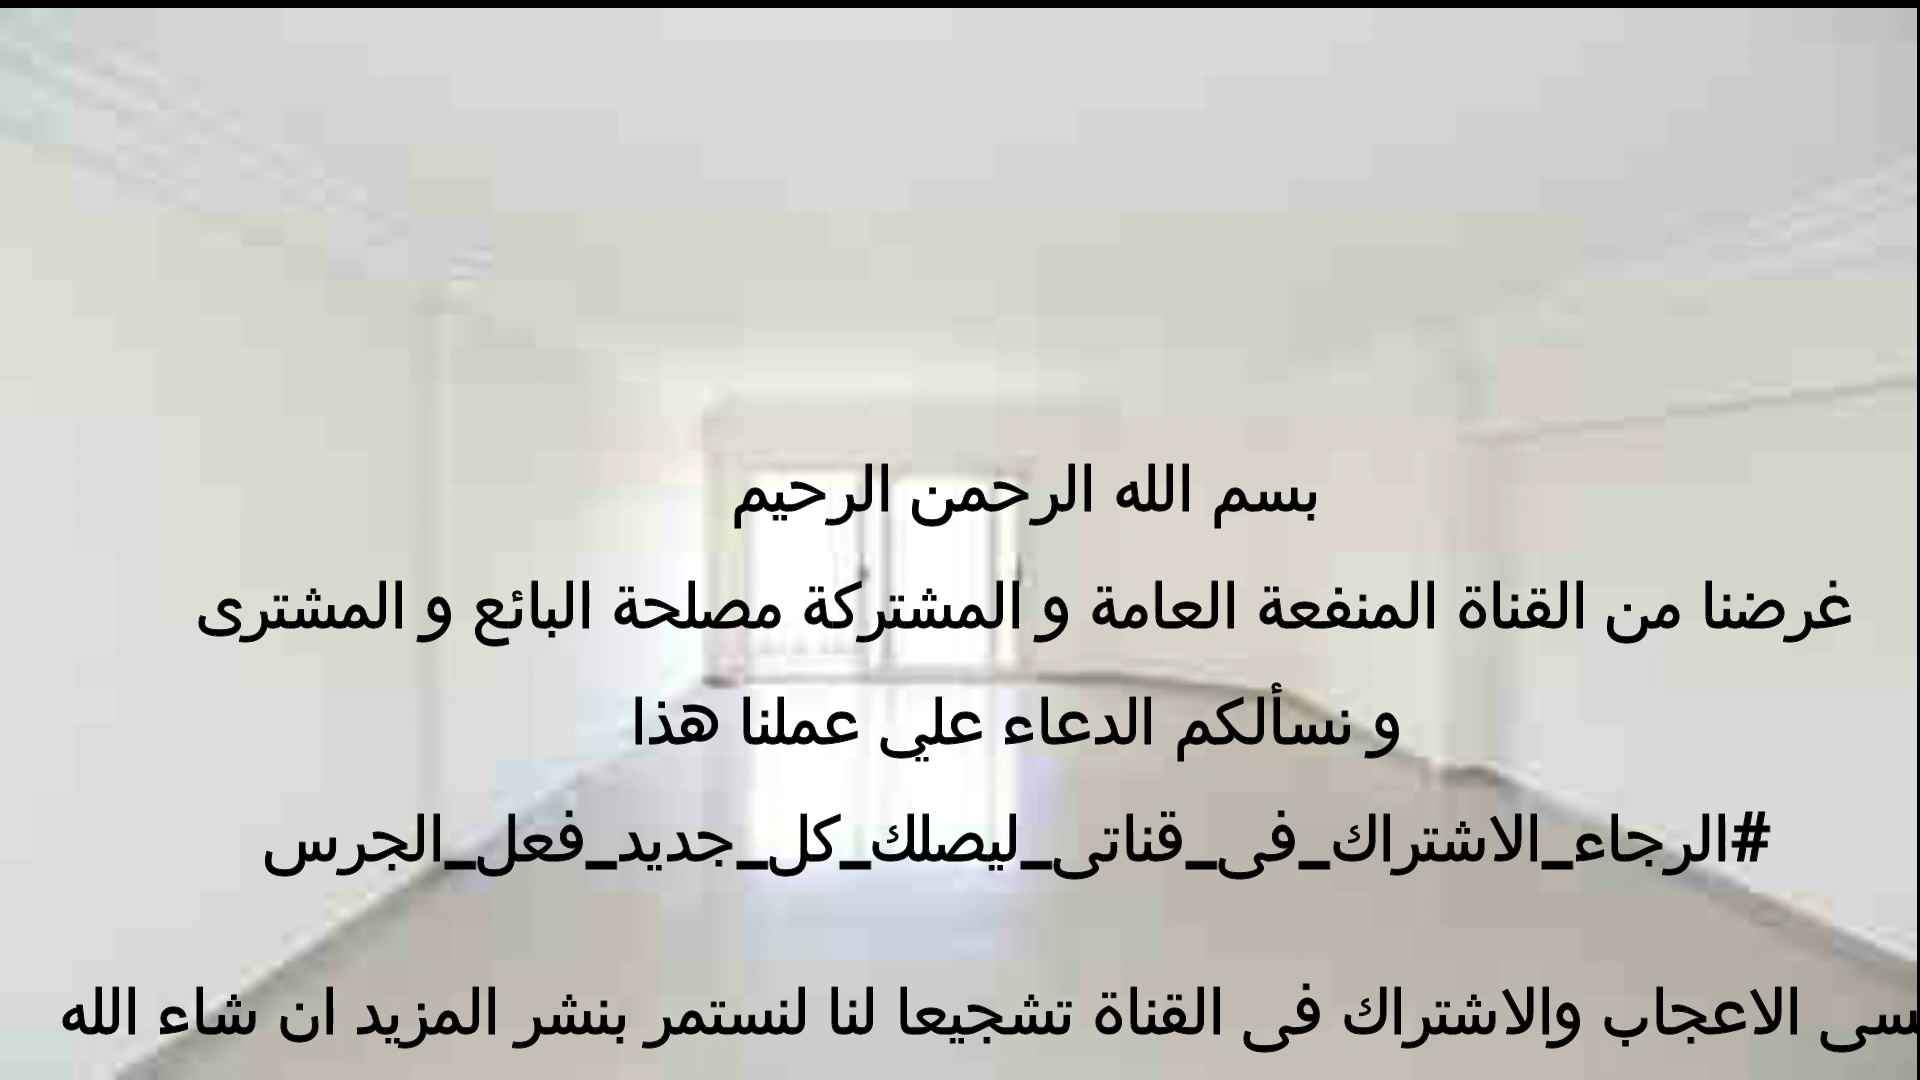 بسم الله الرحمن الرحيم
غرضنا من القناة المنفعة العامة و المشتركة مصلحة البائع و المشترى
و نسألكم الدعاء علي عملنا هذا
#الرجاء_الاشتراك_فى_قناتى_ليصلك_كل_جديد_فعل_الجرس
الاعجاب والاشتراك فى القناة تشجيعا لنا لنستمر بنشر المزيد ان شاء الله